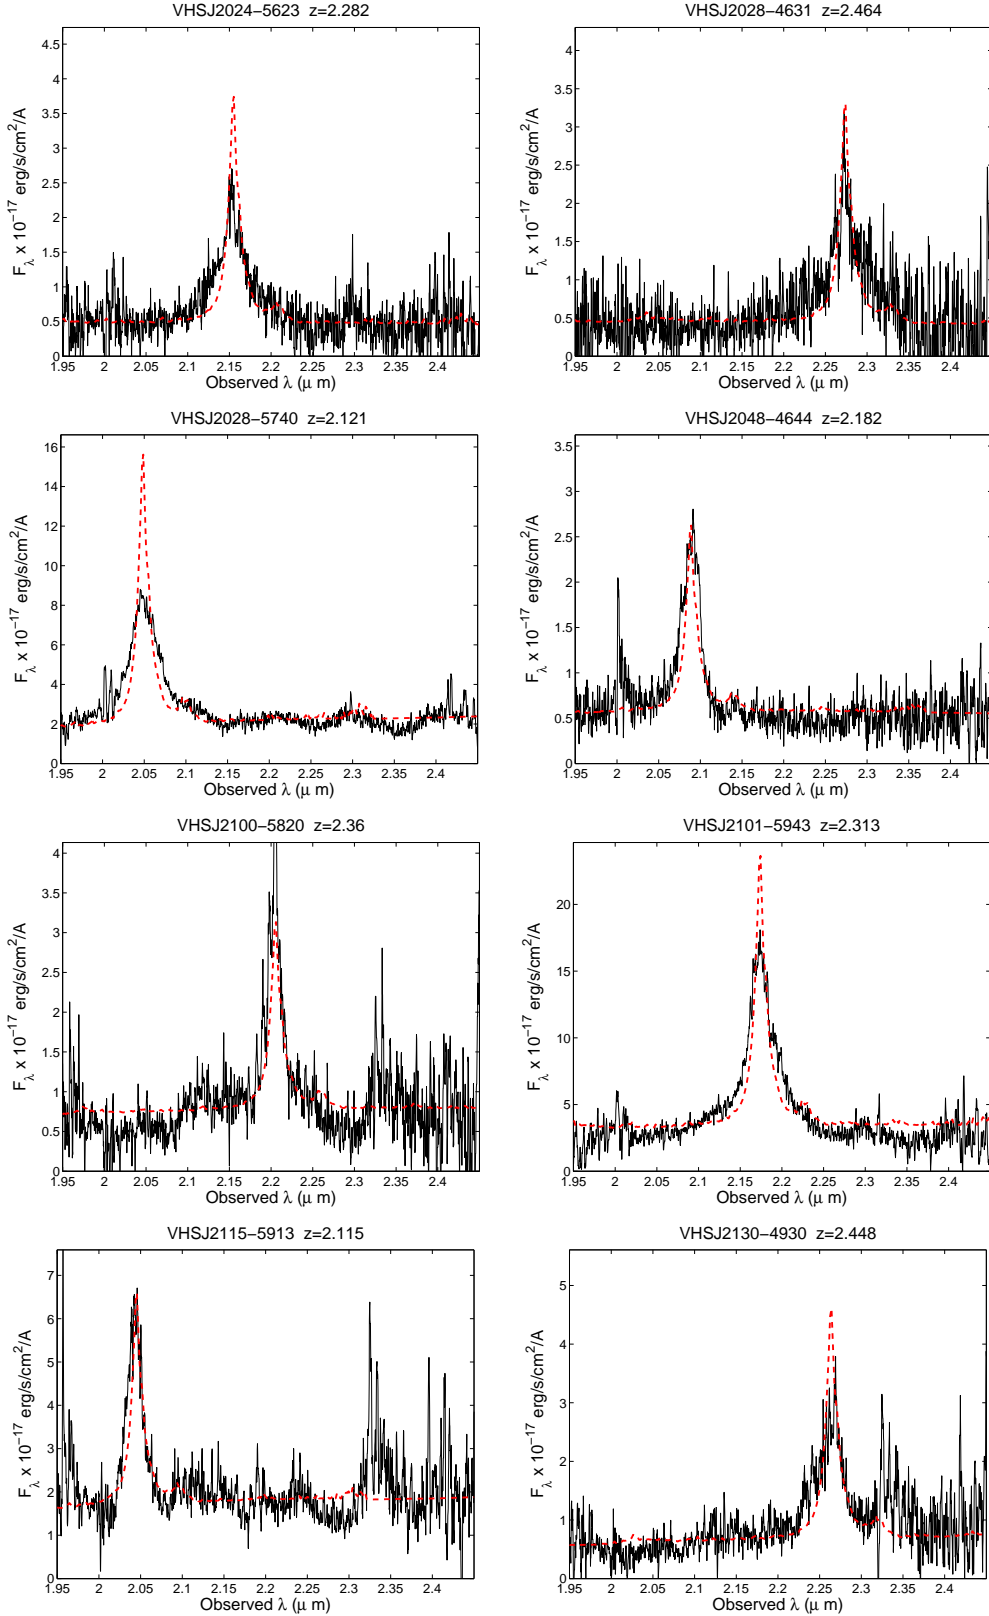 VHSJ2024−5623 z=2.282
4.5
4
3.5
3
2.5
2
1.5
1
0.5
0
1.95 2 2.05 2.1 2.15 2.2 2.25 2.3 2.35 2.4
Observed λ (μ m)
F_λ x 10^−17 erg/s/cm2/A
VHSJ2028−4631 z=2.464
4
3.5
3
2.5
2
1.5
1
0.5
0
1.95 2 2.05 2.1 2.15 2.2 2.25 2.3 2.35 2.4
Observed λ (μ m)
F_λ x 10^−17 erg/s/cm2/A
VHSJ2028−5740 z=2.121
16
14
12
10
8
6
4
2
0
1.95 2 2.05 2.1 2.15 2.2 2.25 2.3 2.35 2.4
Observed λ (μ m)
F_λ x 10^−17 erg/s/cm2/A
VHSJ2048−4644 z=2.182
3.5
3
2.5
2
1.5
1
0.5
0
1.95 2 2.05 2.1 2.15 2.2 2.25 2.3 2.35 2.4
Observed λ (μ m)
F_λ x 10^−17 erg/s/cm2/A
VHSJ2100−5820 z=2.36
4
3.5
3
2.5
2
1.5
1
0.5
0
1.95 2 2.05 2.1 2.15 2.2 2.25 2.3 2.35 2.4
Observed λ (μ m)
F_λ x 10^−17 erg/s/cm2/A
VHSJ2101−5943 z=2.313
20
15
10
5
0
1.95 2 2.05 2.1 2.15 2.2 2.25 2.3 2.35 2.4
Observed λ (μ m)
F_λ x 10^−17 erg/s/cm2/A
VHSJ2115−5913 z=2.115
7
6
5
4
3
2
1
0
1.95 2 2.05 2.1 2.15 2.2 2.25 2.3 2.35 2.4
Observed λ (μ m)
F_λ x 10^−17 erg/s/cm2/A
VHSJ2130−4930 z=2.448
5
4
3
2
1
0
1.95 2 2.05 2.1 2.15 2.2 2.25 2.3 2.35 2.4
Observed λ (μ m)
F_λ x 10^−17 erg/s/cm2/A